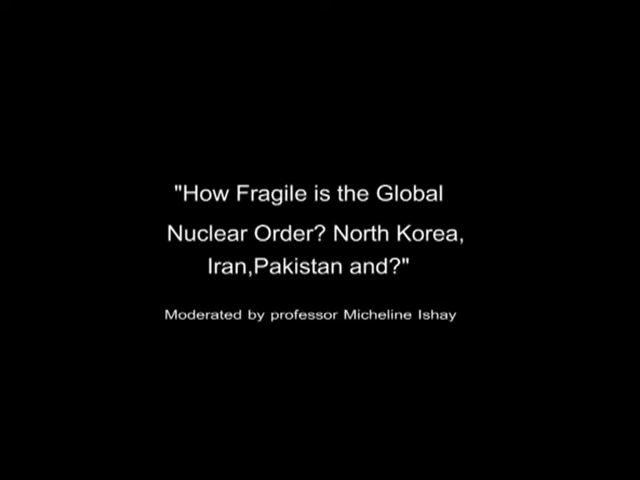 "How Fragile is the Global
Nuclear Order? North Korea,
Iran,Pakistan and?"
Moderated by professor Micheline Ishay